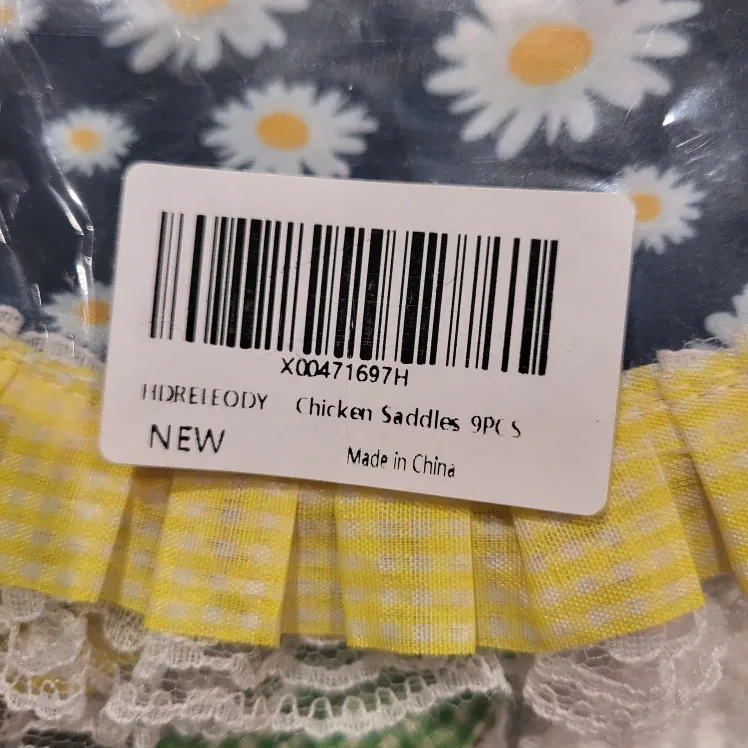 X00471697H
HDRELEODY Chicken Saddles 9PCS
NEW
Made in China